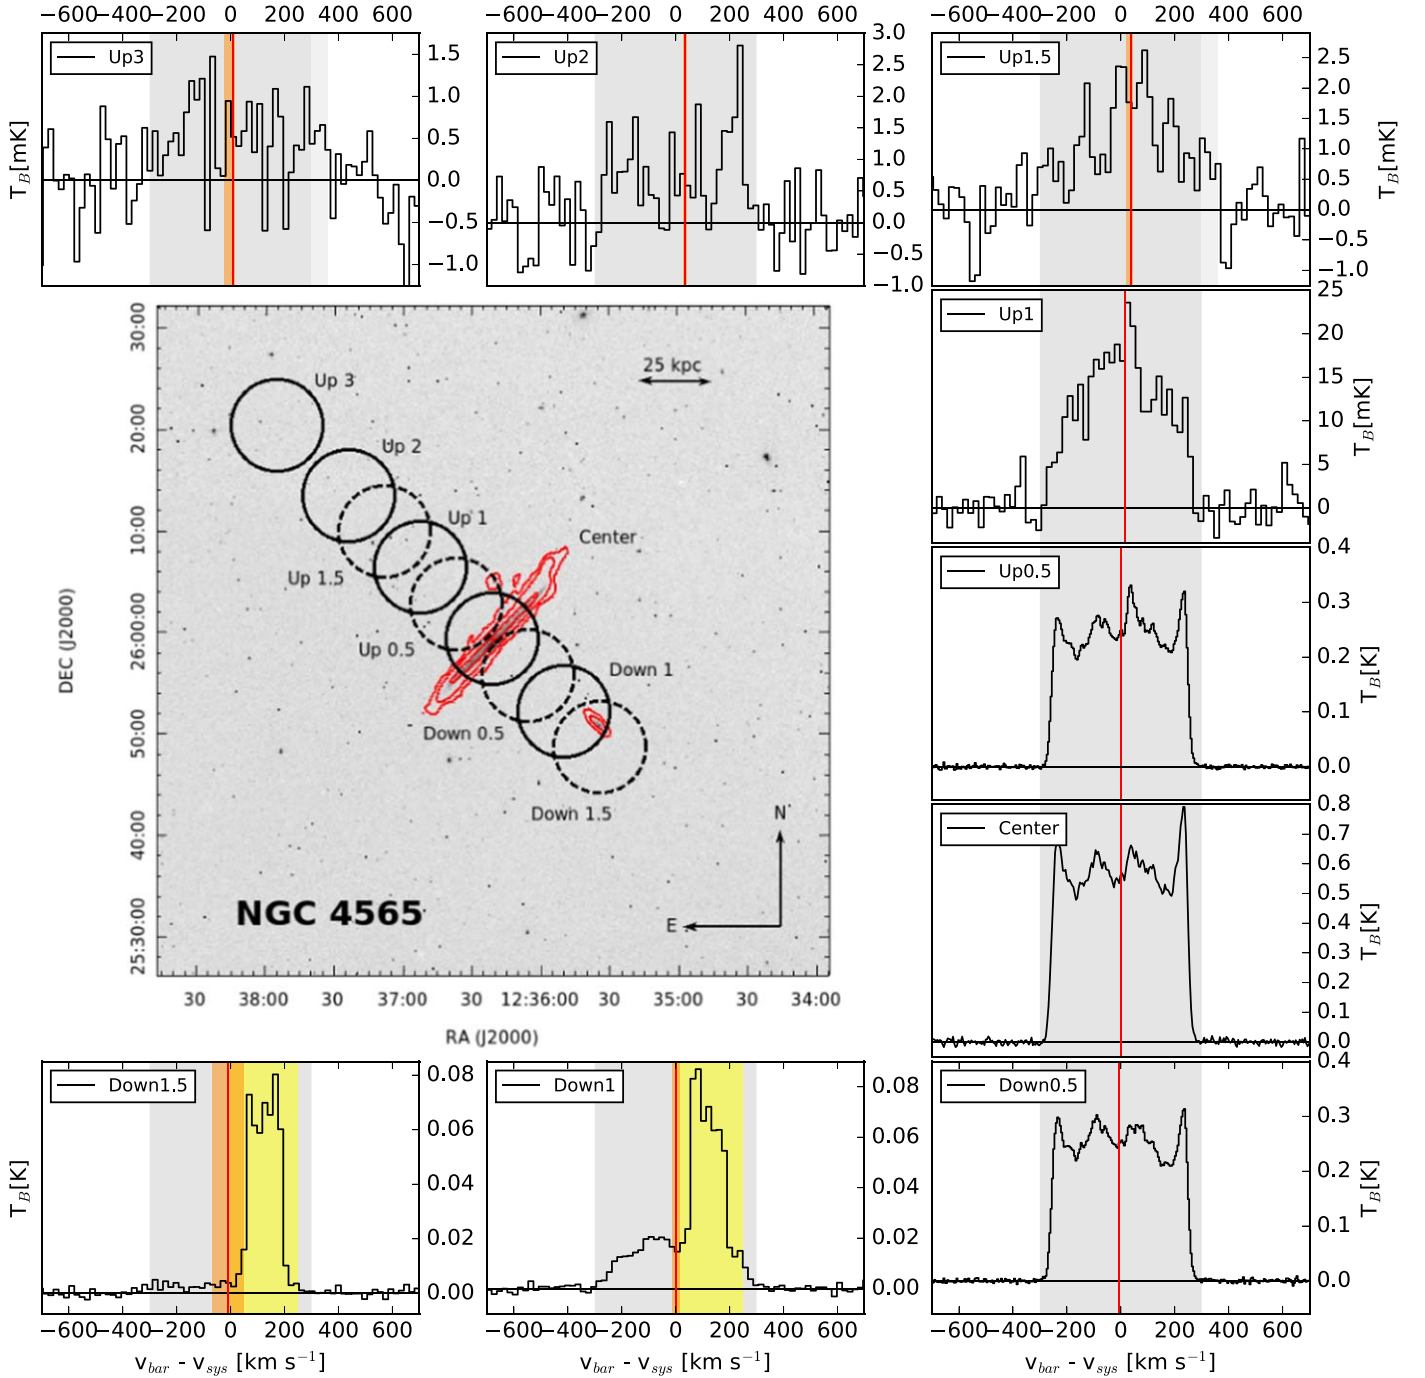 −600−400 −200 0 200 400 600
−600−400 −200 0 200 400 600
−600−400 −200 0 200 400 600
Up3
1.5
1.0
0.5
0.0
−0.5
−1.0
T_B[mK]
Up2
3.0
2.5
2.0
1.5
1.0
0.5
0.0
−0.5
−1.0
Up1.5
2.5
2.0
1.5
1.0
0.5
0.0
−0.5
−1.0
T_B[mK]
Up1
25
20
15
10
5
0
T_B[mK]
Up0.5
0.4
0.3
0.2
0.1
0.0
T_B[K]
Center
0.8
0.7
0.6
0.5
0.4
0.3
0.2
0.1
0.0
T_B[K]
Down0.5
0.4
0.3
0.2
0.1
0.0
T_B[K]
−600−400 −200 0 200 400 600
v_bar - v_sys [km s⁻¹]
30:00
20:00
10:00
26:00:00
50:00
40:00
25:30:00
DEC (J2000)
25 kpc
Up 3
Up 2
Up 1
Center
Up 1.5
Up 0.5
Down 1
Down 0.5
Down 1.5
N
E
NGC 4565
30 38:00 30 37:00 30 12:36:00 30 35:00 30 34:00
RA (J2000)
Down1.5
0.08
0.06
0.04
0.02
0.00
T_B[K]
−600−400 −200 0 200 400 600
v_bar - v_sys [km s⁻¹]
Down1
0.08
0.06
0.04
0.02
0.00
−600−400 −200 0 200 400 600
v_bar - v_sys [km s⁻¹]